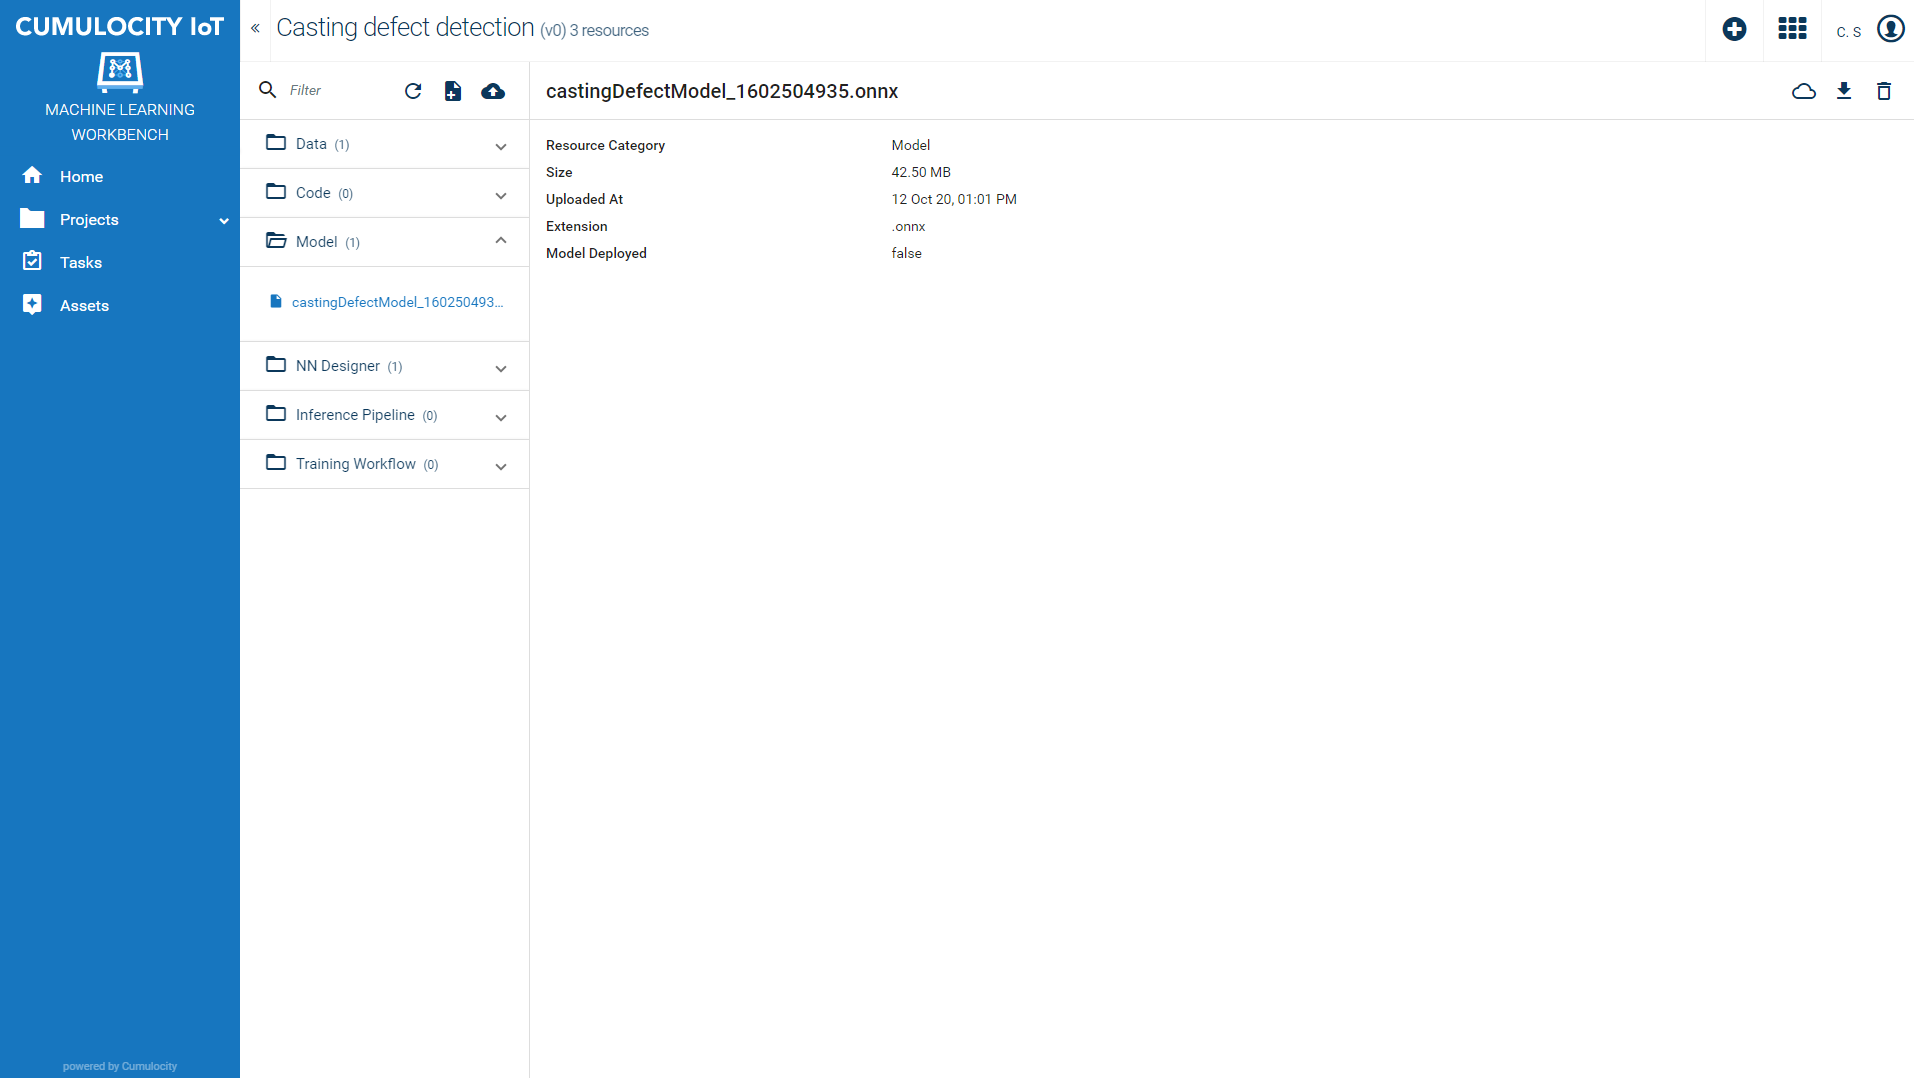 CUMULOCITY IoT
MACHINE LEARNING
WORKBENCH
Home
Projects
Tasks
Assets
powered by Cumulocity
« Casting defect detection (v0) 3 resources
C. S
Filter
Data (1)
Code (0)
Model (1)
castingDefectModel_160250493...
NN Designer (1)
Inference Pipeline (0)
Training Workflow (0)
castingDefectModel_1602504935.onnx
Resource Category Model
Size 42.50 MB
Uploaded At 12 Oct 20, 01:01 PM
Extension .onnx
Model Deployed false